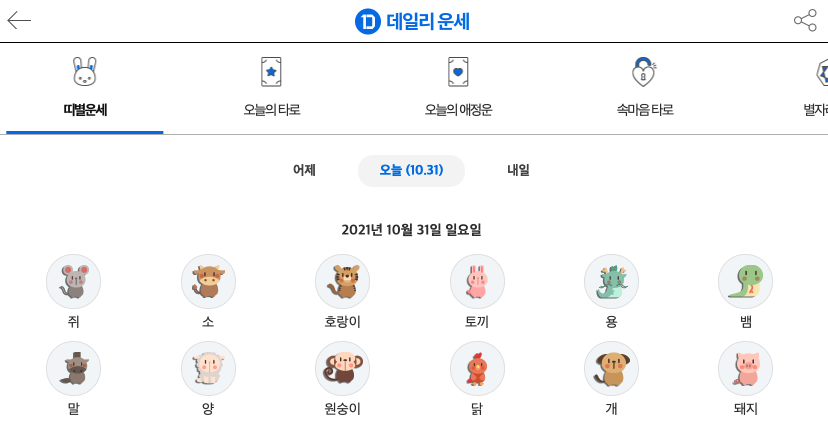 데일리 운세
띠별운세
오늘의 타로
오늘의 애정운
속마음 타로
어제
오늘 (10.31)
내일
2021년 10월 31일 일요일
쥐
소
호랑이
토끼
용
뱀
말
양
원숭이
닭
개
돼지